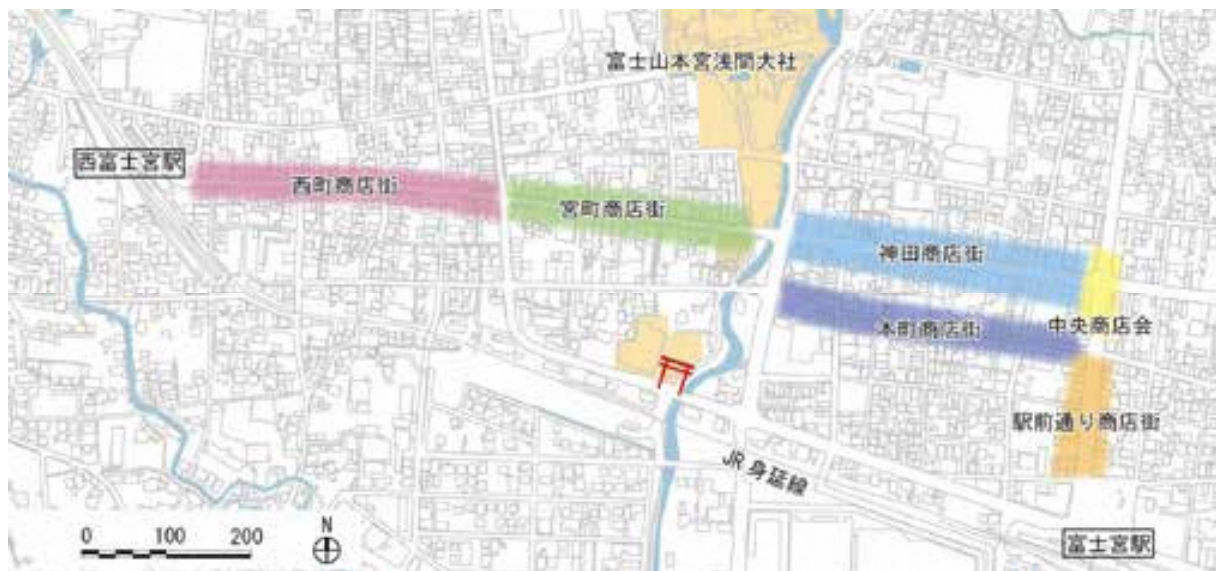 富士山本宮浅間大社
西富士宮駅
西町商店街
宮町商店街
神田商店街
本町商店街
中央商店会
駅前通り商店街
JR 身延線
富士宮駅
0 100 200
N